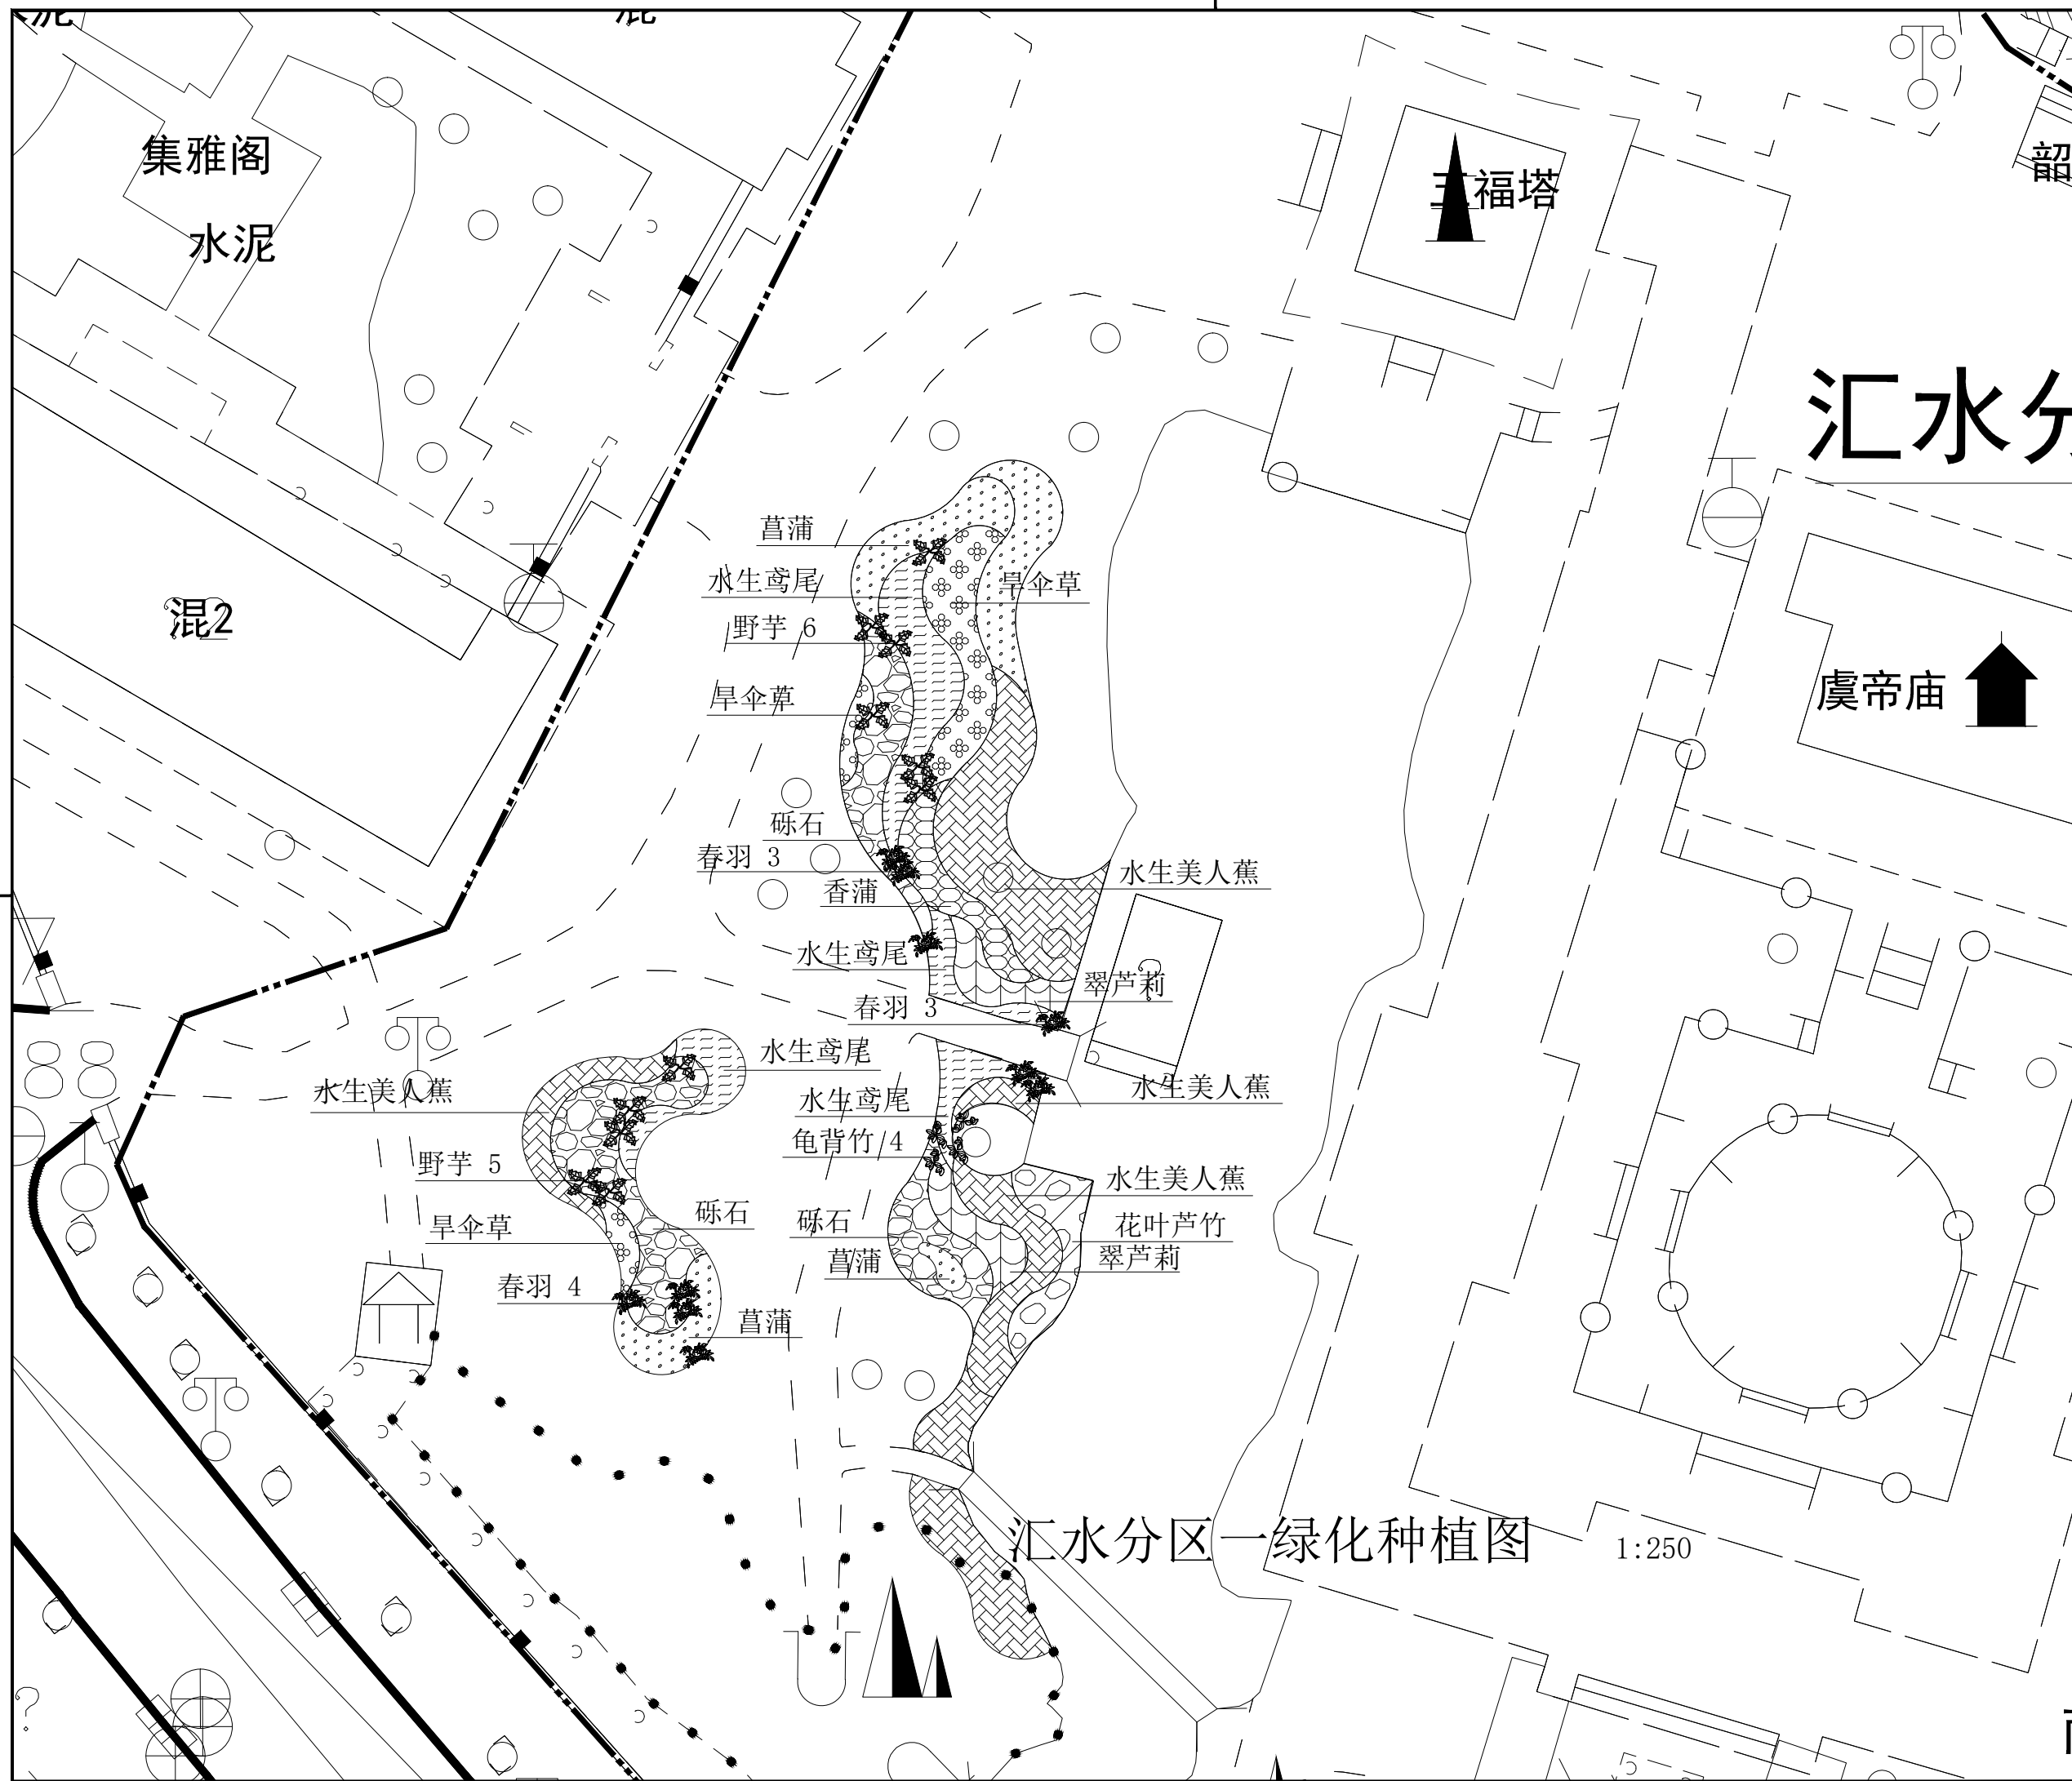 集雅阁
水泥
混2
三福塔
韶
汇水分
虞帝庙
菖蒲
水生鸢尾
旱伞草
野芋 6
旱伞草
砾石
春羽 3
水生美人蕉
香蒲
水生鸢尾
翠芦莉
春羽 3
水生鸢尾
水生美人蕉
水生美人蕉
水生鸢尾
龟背竹 4
野芋 5
水生美人蕉
砾石
砾石
花叶芦竹
旱伞草
菖蒲
翠芦莉
春羽 4
菖蒲
汇水分区一绿化种植图 1:250